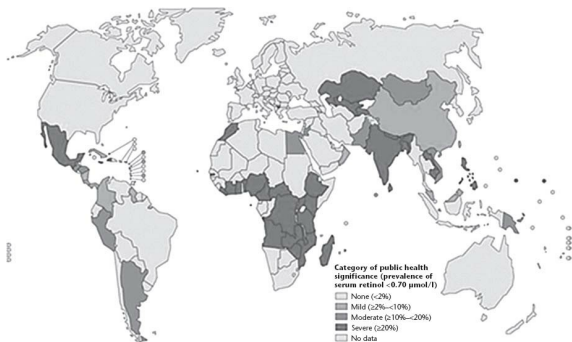 Category of public health
significance (prevalence of
serum retinol <0.70 µmol/l)
None (<2%)
Mild (≥2%–<10%)
Moderate (≥10%–<20%)
Severe (≥20%)
No data